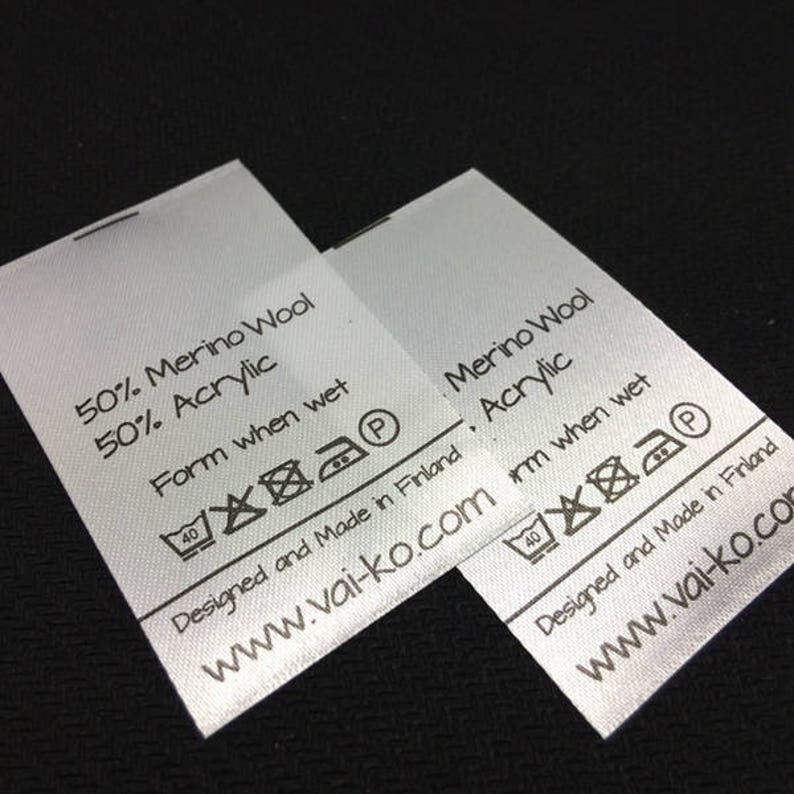 50% Merino Wool
50% Acrylic
Form when wet
40 P
Designed and Made in Finland
www.vai-ko.com
Merino Wool
Acrylic
when wet
40 P
Designed and Made in Finland
www.vai-ko.co